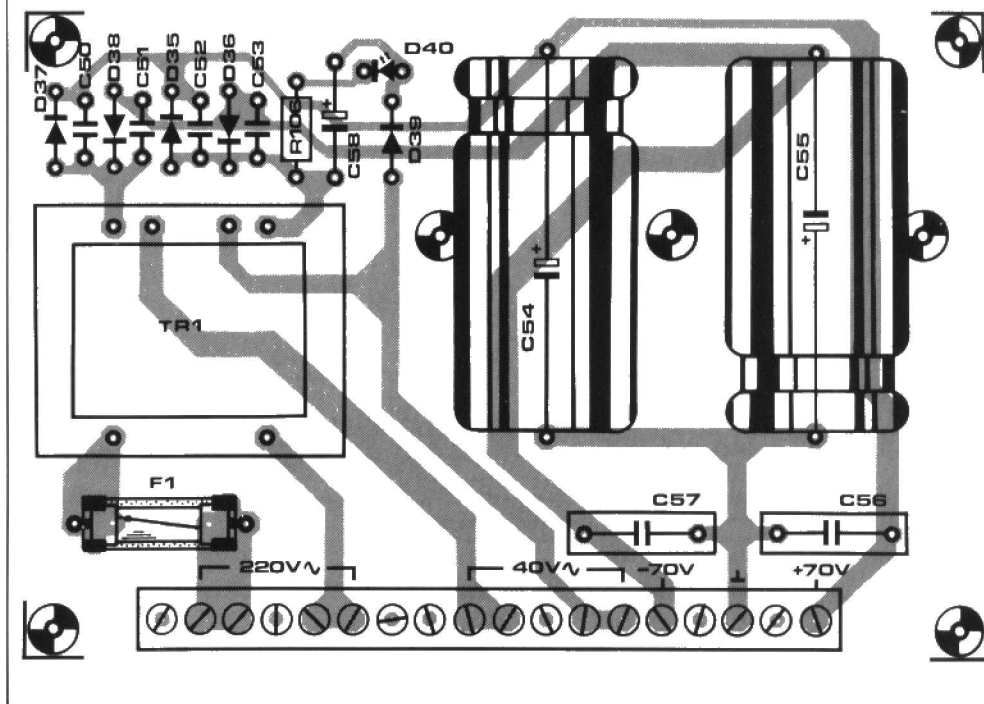 D37
C50
D38
C51
D35
C52
D36
C53
R106
+
C58
D40
D39
TR1
+
C54
C55
+
F1
C57
C56
220V∿
40V∿
-70V
⊥
+70V